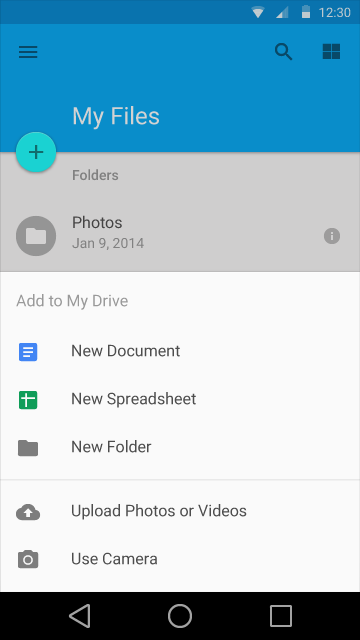 12:30
My Files
Folders
Photos
Jan 9, 2014
Add to My Drive
New Document
New Spreadsheet
New Folder
Upload Photos or Videos
Use Camera